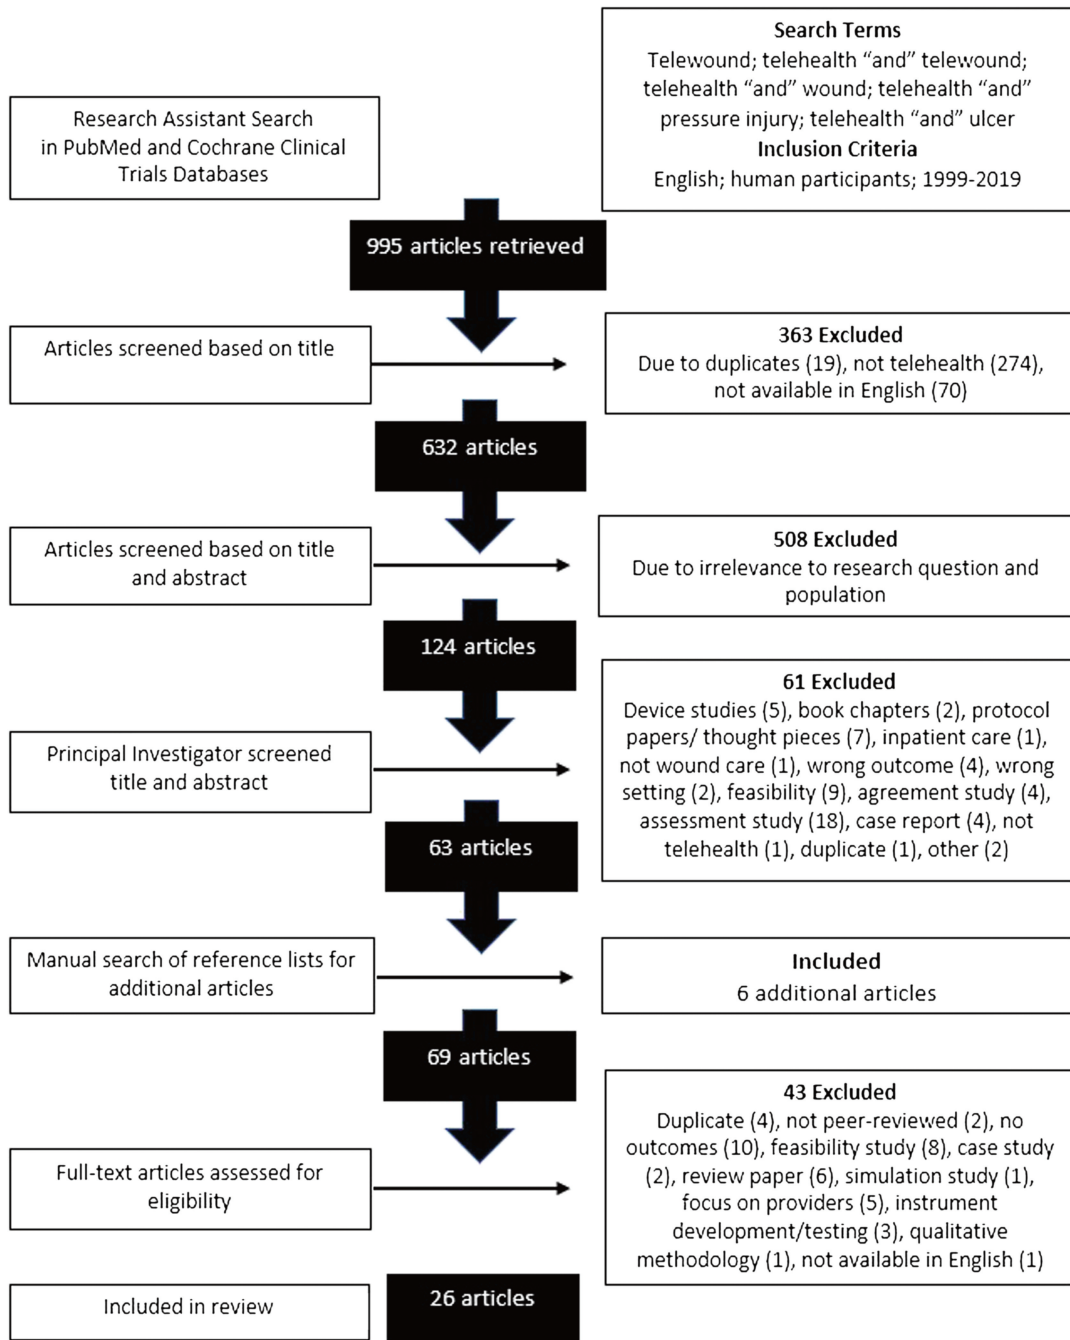 Search Terms
Telewound; telehealth “and” telewound;
telehealth “and” wound; telehealth “and”
pressure injury; telehealth “and” ulcer
Inclusion Criteria
English; human participants; 1999-2019
Research Assistant Search
in PubMed and Cochrane Clinical
Trials Databases
995 articles retrieved
Articles screened based on title
363 Excluded
Due to duplicates (19), not telehealth (274),
not available in English (70)
632 articles
Articles screened based on title
and abstract
508 Excluded
Due to irrelevance to research question and
population
124 articles
Principal Investigator screened
title and abstract
61 Excluded
Device studies (5), book chapters (2), protocol
papers/ thought pieces (7), inpatient care (1),
not wound care (1), wrong outcome (4), wrong
setting (2), feasibility (9), agreement study (4),
assessment study (18), case report (4), not
telehealth (1), duplicate (1), other (2)
63 articles
Manual search of reference lists for
additional articles
Included
6 additional articles
69 articles
Full-text articles assessed for
eligibility
43 Excluded
Duplicate (4), not peer-reviewed (2), no
outcomes (10), feasibility study (8), case study
(2), review paper (6), simulation study (1),
focus on providers (5), instrument
development/testing (3), qualitative
methodology (1), not available in English (1)
Included in review
26 articles